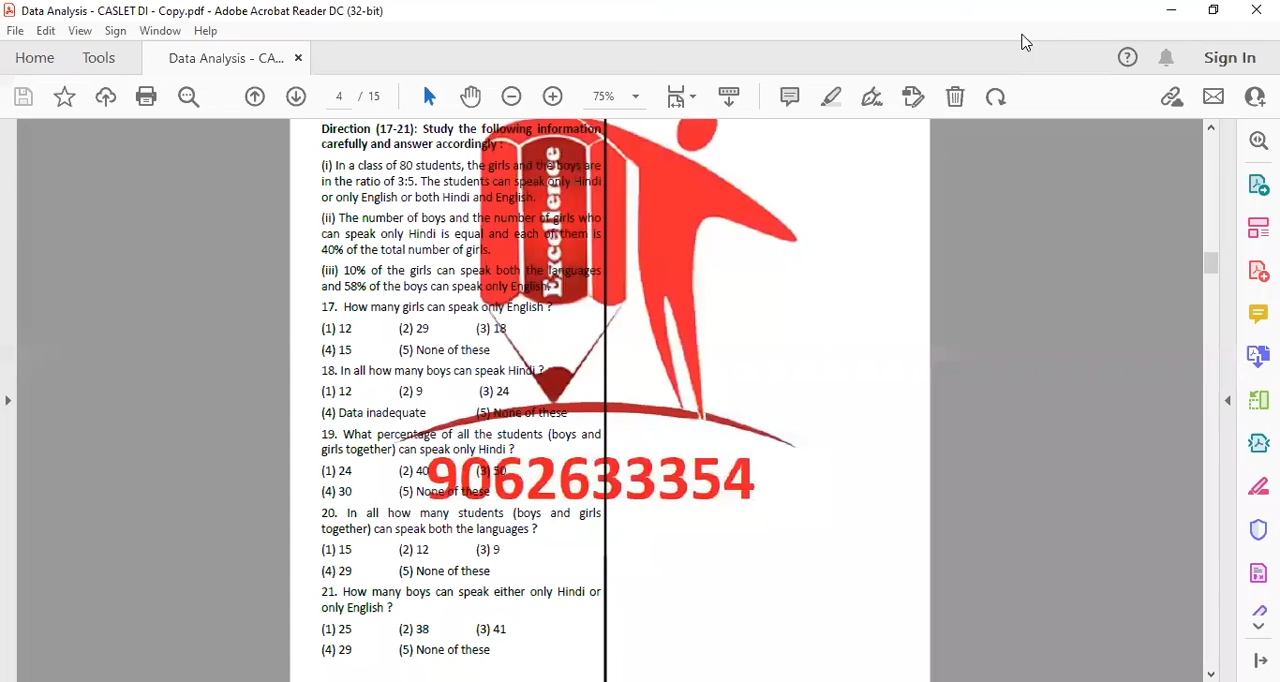 Data Analysis - CASLET DI - Copy.pdf - Adobe Acrobat Reader DC (32-bit)
File Edit View Sign Window Help
Home Tools Data Analysis - CA... × Sign In
4 / 15 75%
Direction (17-21): Study the following information
carefully and answer accordingly :
(i) In a class of 80 students, the girls and the boys are
in the ratio of 3:5. The students can speak only Hindi
or only English or both Hindi and English.
(ii) The number of boys and the number of girls who
can speak only Hindi is equal and each of them is
40% of the total number of girls.
(iii) 10% of the girls can speak both the languages
and 58% of the boys can speak only English.
17. How many girls can speak only English ?
(1) 12 (2) 29 (3) 18
(4) 15 (5) None of these
18. In all how many boys can speak Hindi ?
(1) 12 (2) 9 (3) 24
(4) Data inadequate (5) None of these
19. What percentage of all the students (boys and
girls together) can speak only Hindi ?
(1) 24 (2) 40 (3) 50
(4) 30 (5) None of these
20. In all how many students (boys and girls
together) can speak both the languages ?
(1) 15 (2) 12 (3) 9
(4) 29 (5) None of these
21. How many boys can speak either only Hindi or
only English ?
(1) 25 (2) 38 (3) 41
(4) 29 (5) None of these
Excellence
9062633354